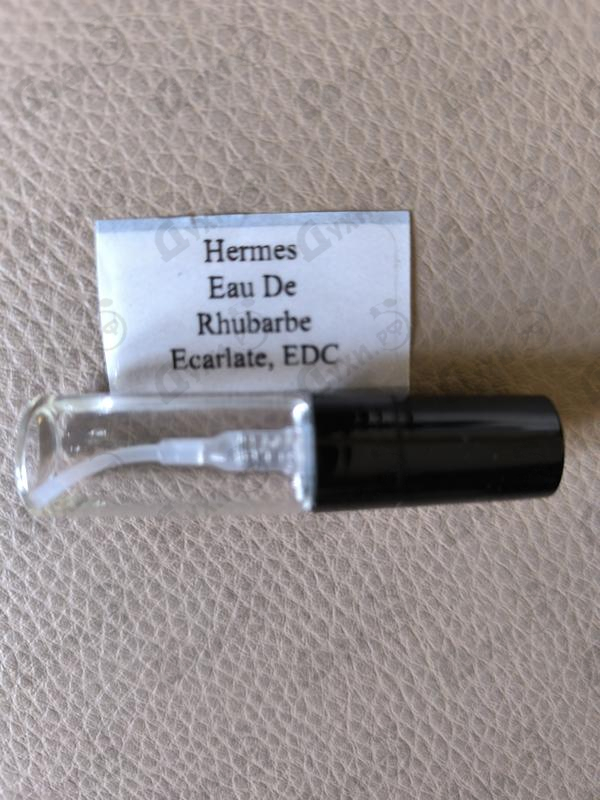 Hermes
Eau De
Rhubarbe
Ecarlate, EDC